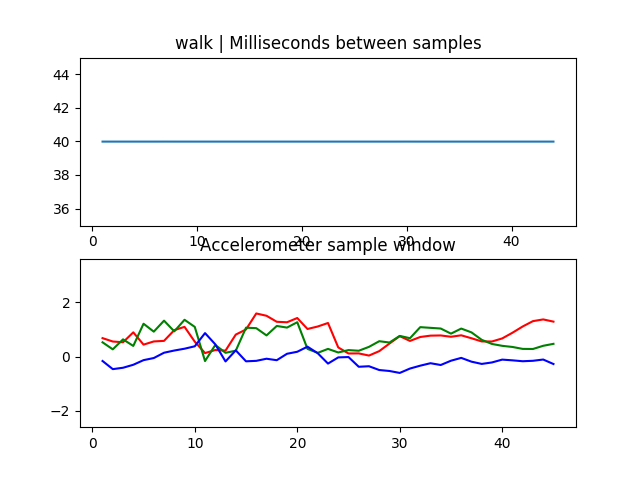 walk | Milliseconds between samples
44
42
40
38
36
0 10 20 30 40
Accelerometer sample window
2
0
−2
0 10 20 30 40